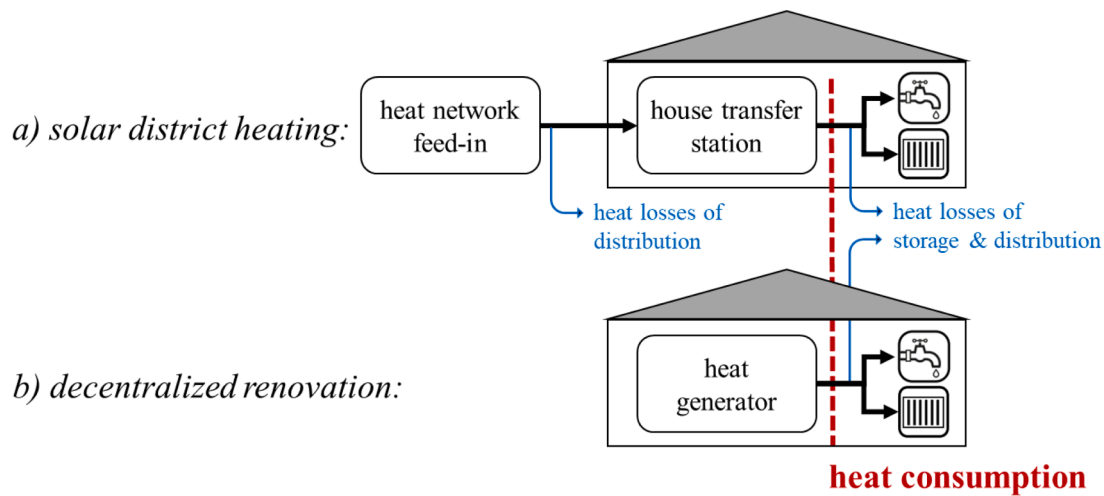 a) solar district heating:
heat network
feed-in
house transfer
station
heat losses of
distribution
heat losses of
storage & distribution
b) decentralized renovation:
heat
generator
heat consumption